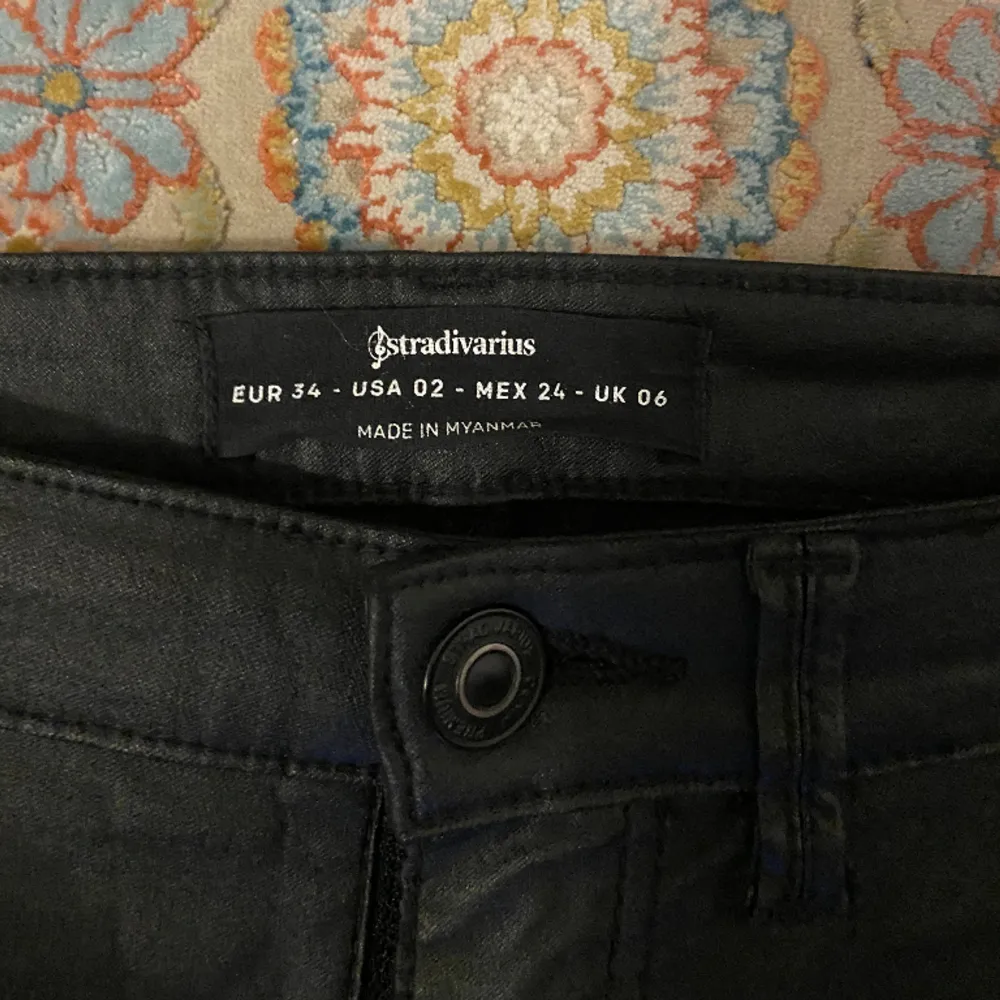 stradivarius
EUR 34 - USA 02 - MEX 24 - UK 06
MADE IN MYANMAR